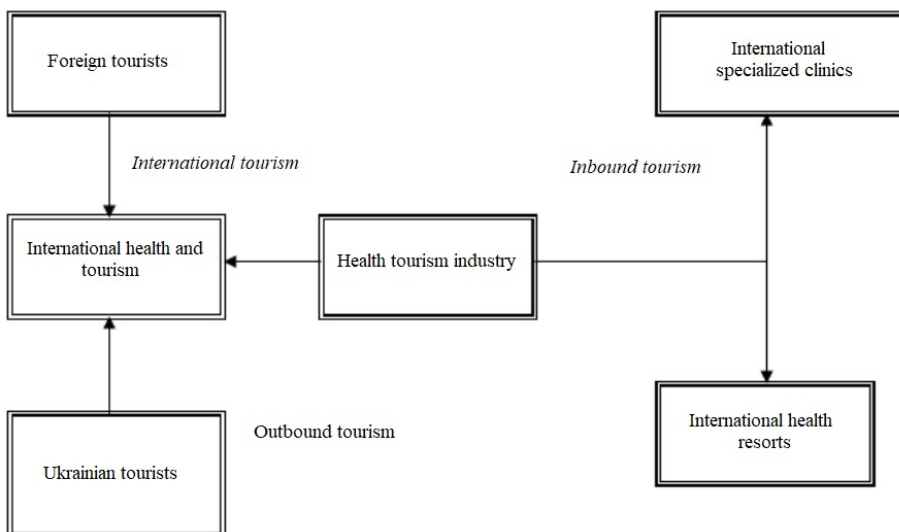 Foreign tourists
International
specialized clinics
International tourism
Inbound tourism
International health and
tourism
Health tourism industry
International health
resorts
Outbound tourism
Ukrainian tourists